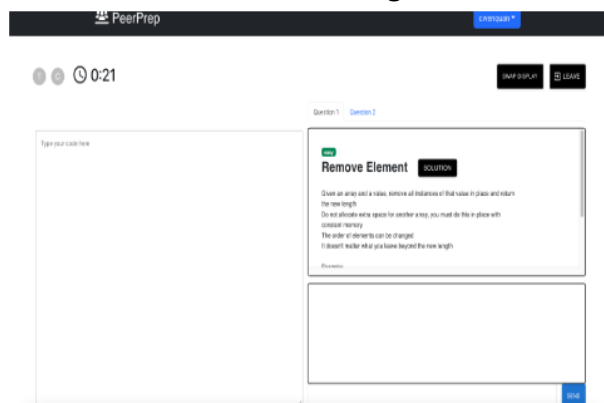 PeerPrep
T C 0:21
SWAP DISPLAY LEAVE
Question 1 Question 2
Type your code here
easy
Remove Element SOLUTION
Given an array and a value, remove all instances of that value in place and return
the new length
Do not allocate extra space for another array, you must do this in place with
constant memory
The order of elements can be changed
It doesn't matter what you leave beyond the new length
Example
SEND